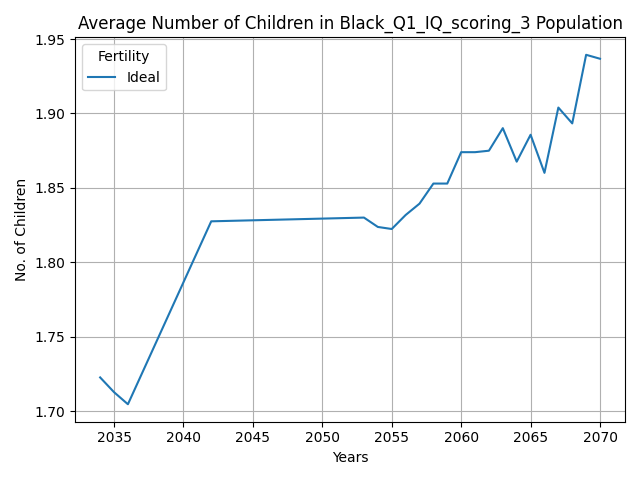 Average Number of Children in Black_Q1_IQ_scoring_3 Population
Fertility
Ideal
No. of Children
1.95
1.90
1.85
1.80
1.75
1.70
2035 2040 2045 2050 2055 2060 2065 2070
Years